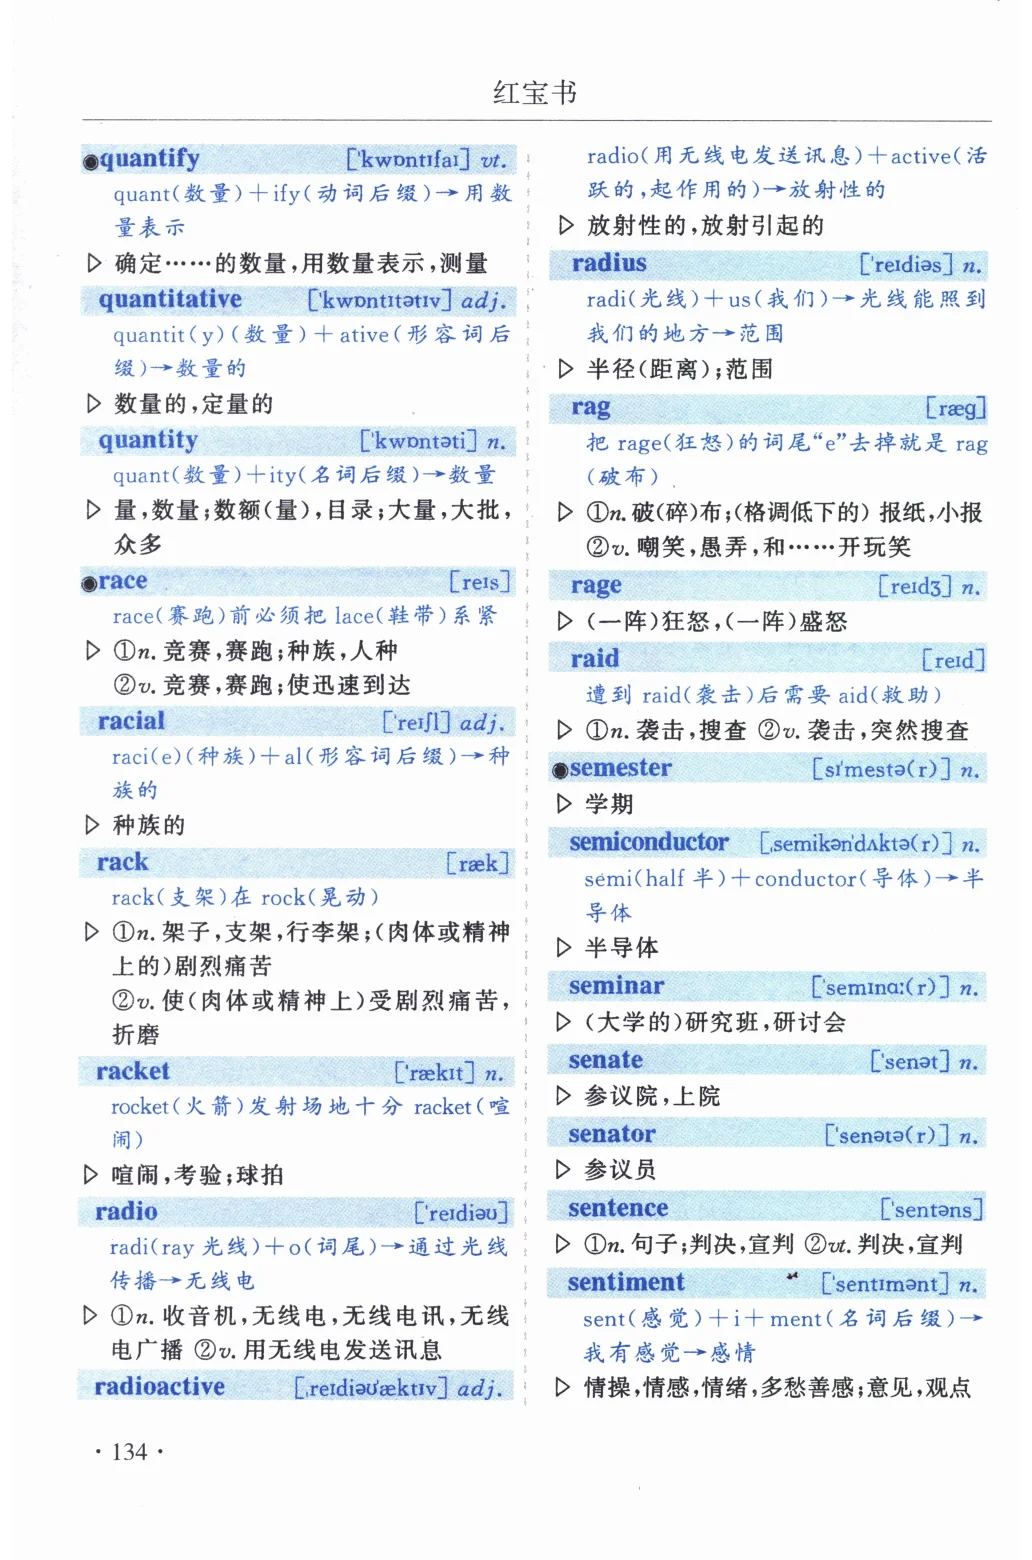 红宝书
●quantify ['kwɒntɪfaɪ] vt.
quant(数量)+ify(动词后缀)→用数
量表示
▷ 确定……的数量,用数量表示,测量
quantitative ['kwɒntɪtətɪv] adj.
quantit(y)(数量)+ative(形容词后
缀)→数量的
▷ 数量的,定量的
quantity ['kwɒntəti] n.
quant(数量)+ity(名词后缀)→数量
▷ 量,数量;数额(量),目录;大量,大批,
众多
●race [reɪs]
race(赛跑)前必须把 lace(鞋带)系紧
▷ ①n. 竞赛,赛跑;种族,人种
②v. 竞赛,赛跑;使迅速到达
racial ['reɪʃl] adj.
raci(e)(种族)+al(形容词后缀)→种
族的
▷ 种族的
rack [ræk]
rack(支架)在 rock(晃动)
▷ ①n. 架子,支架,行李架;(肉体或精神
上的)剧烈痛苦
②v. 使(肉体或精神上)受剧烈痛苦,
折磨
racket ['rækɪt] n.
rocket(火箭)发射场地十分 racket(喧
闹)
▷ 喧闹,考验;球拍
radio ['reɪdiəʊ]
radi(ray 光线)+o(词尾)→通过光线
传播→无线电
▷ ①n. 收音机,无线电,无线电讯,无线
电广播 ②v. 用无线电发送讯息
radioactive [ˌreɪdiəʊ'æktɪv] adj.
radio(用无线电发送讯息)+active(活
跃的,起作用的)→放射性的
▷ 放射性的,放射引起的
radius ['reɪdiəs] n.
radi(光线)+us(我们)→光线能照到
我们的地方→范围
▷ 半径(距离);范围
rag [ræg]
把 rage(狂怒)的词尾“e”去掉就是 rag
(破布)
▷ ①n. 破(碎)布;(格调低下的) 报纸,小报
②v. 嘲笑,愚弄,和……开玩笑
rage [reɪdʒ] n.
▷ (一阵)狂怒,(一阵)盛怒
raid [reɪd]
遭到 raid(袭击)后需要 aid(救助)
▷ ①n. 袭击,搜查 ②v. 袭击,突然搜查
●semester [sɪ'mestə(r)] n.
▷ 学期
semiconductor [ˌsemikən'dʌktə(r)] n.
semi(half 半)+conductor(导体)→半
导体
▷ 半导体
seminar ['semɪnɑː(r)] n.
▷ (大学的)研究班,研讨会
senate ['senət] n.
▷ 参议院,上院
senator ['senətə(r)] n.
▷ 参议员
sentence ['sentəns]
▷ ①n. 句子;判决,宣判 ②vt. 判决,宣判
sentiment ['sentɪmənt] n.
sent(感觉)+i+ment(名词后缀)→
我有感觉→感情
▷ 情操,情感,情绪,多愁善感;意见,观点
· 134 ·